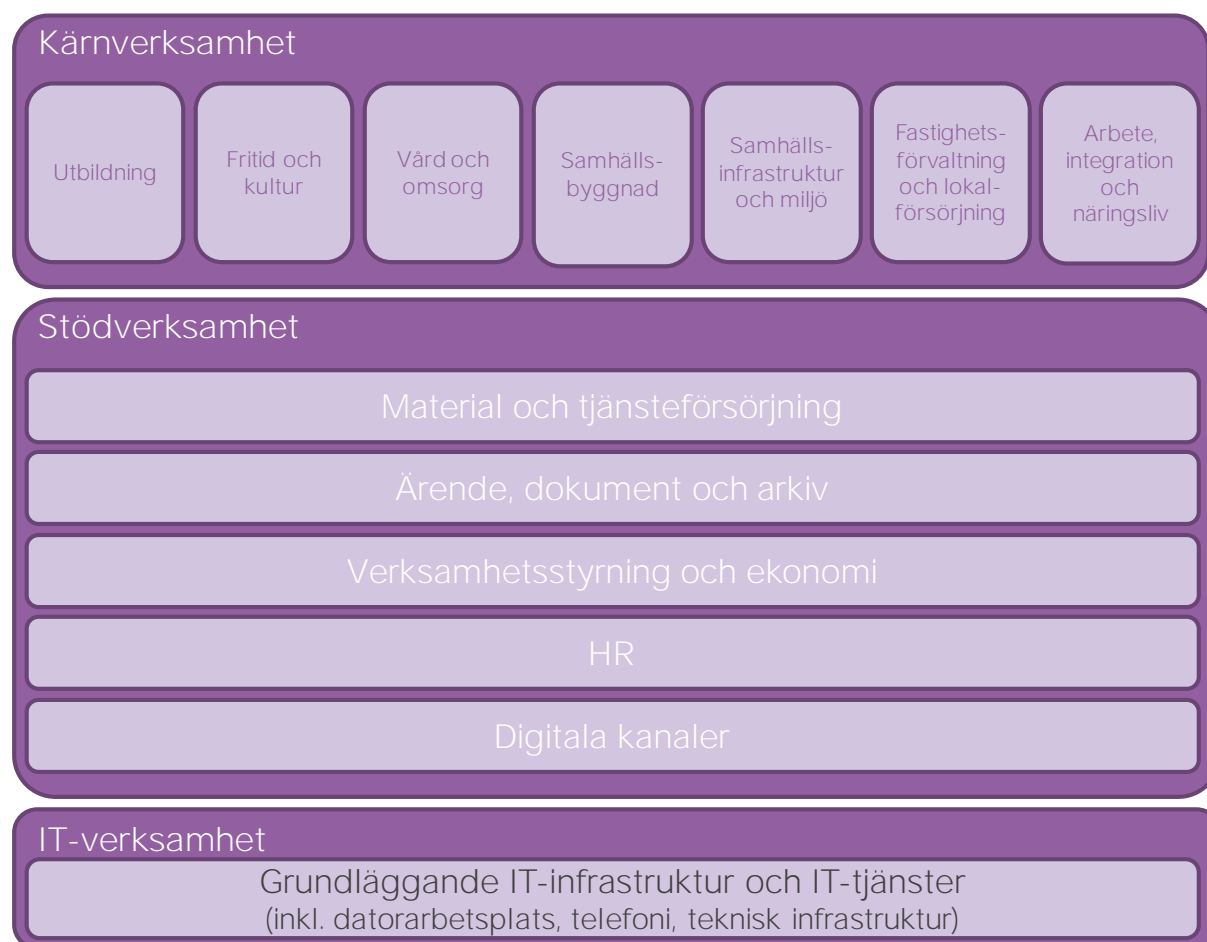 Kärnverksamhet
Utbildning
Fritid och
kultur
Vård och
omsorg
Samhälls-
byggnad
Samhälls-
infrastruktur
och miljö
Fastighets-
förvaltning
och lokal-
försörjning
Arbete,
integration
och
näringsliv
Stödverksamhet
Material och tjänsteförsörjning
Ärende, dokument och arkiv
Verksamhetsstyrning och ekonomi
HR
Digitala kanaler
IT-verksamhet
Grundläggande IT-infrastruktur och IT-tjänster
(inkl. datorarbetsplats, telefoni, teknisk infrastruktur)